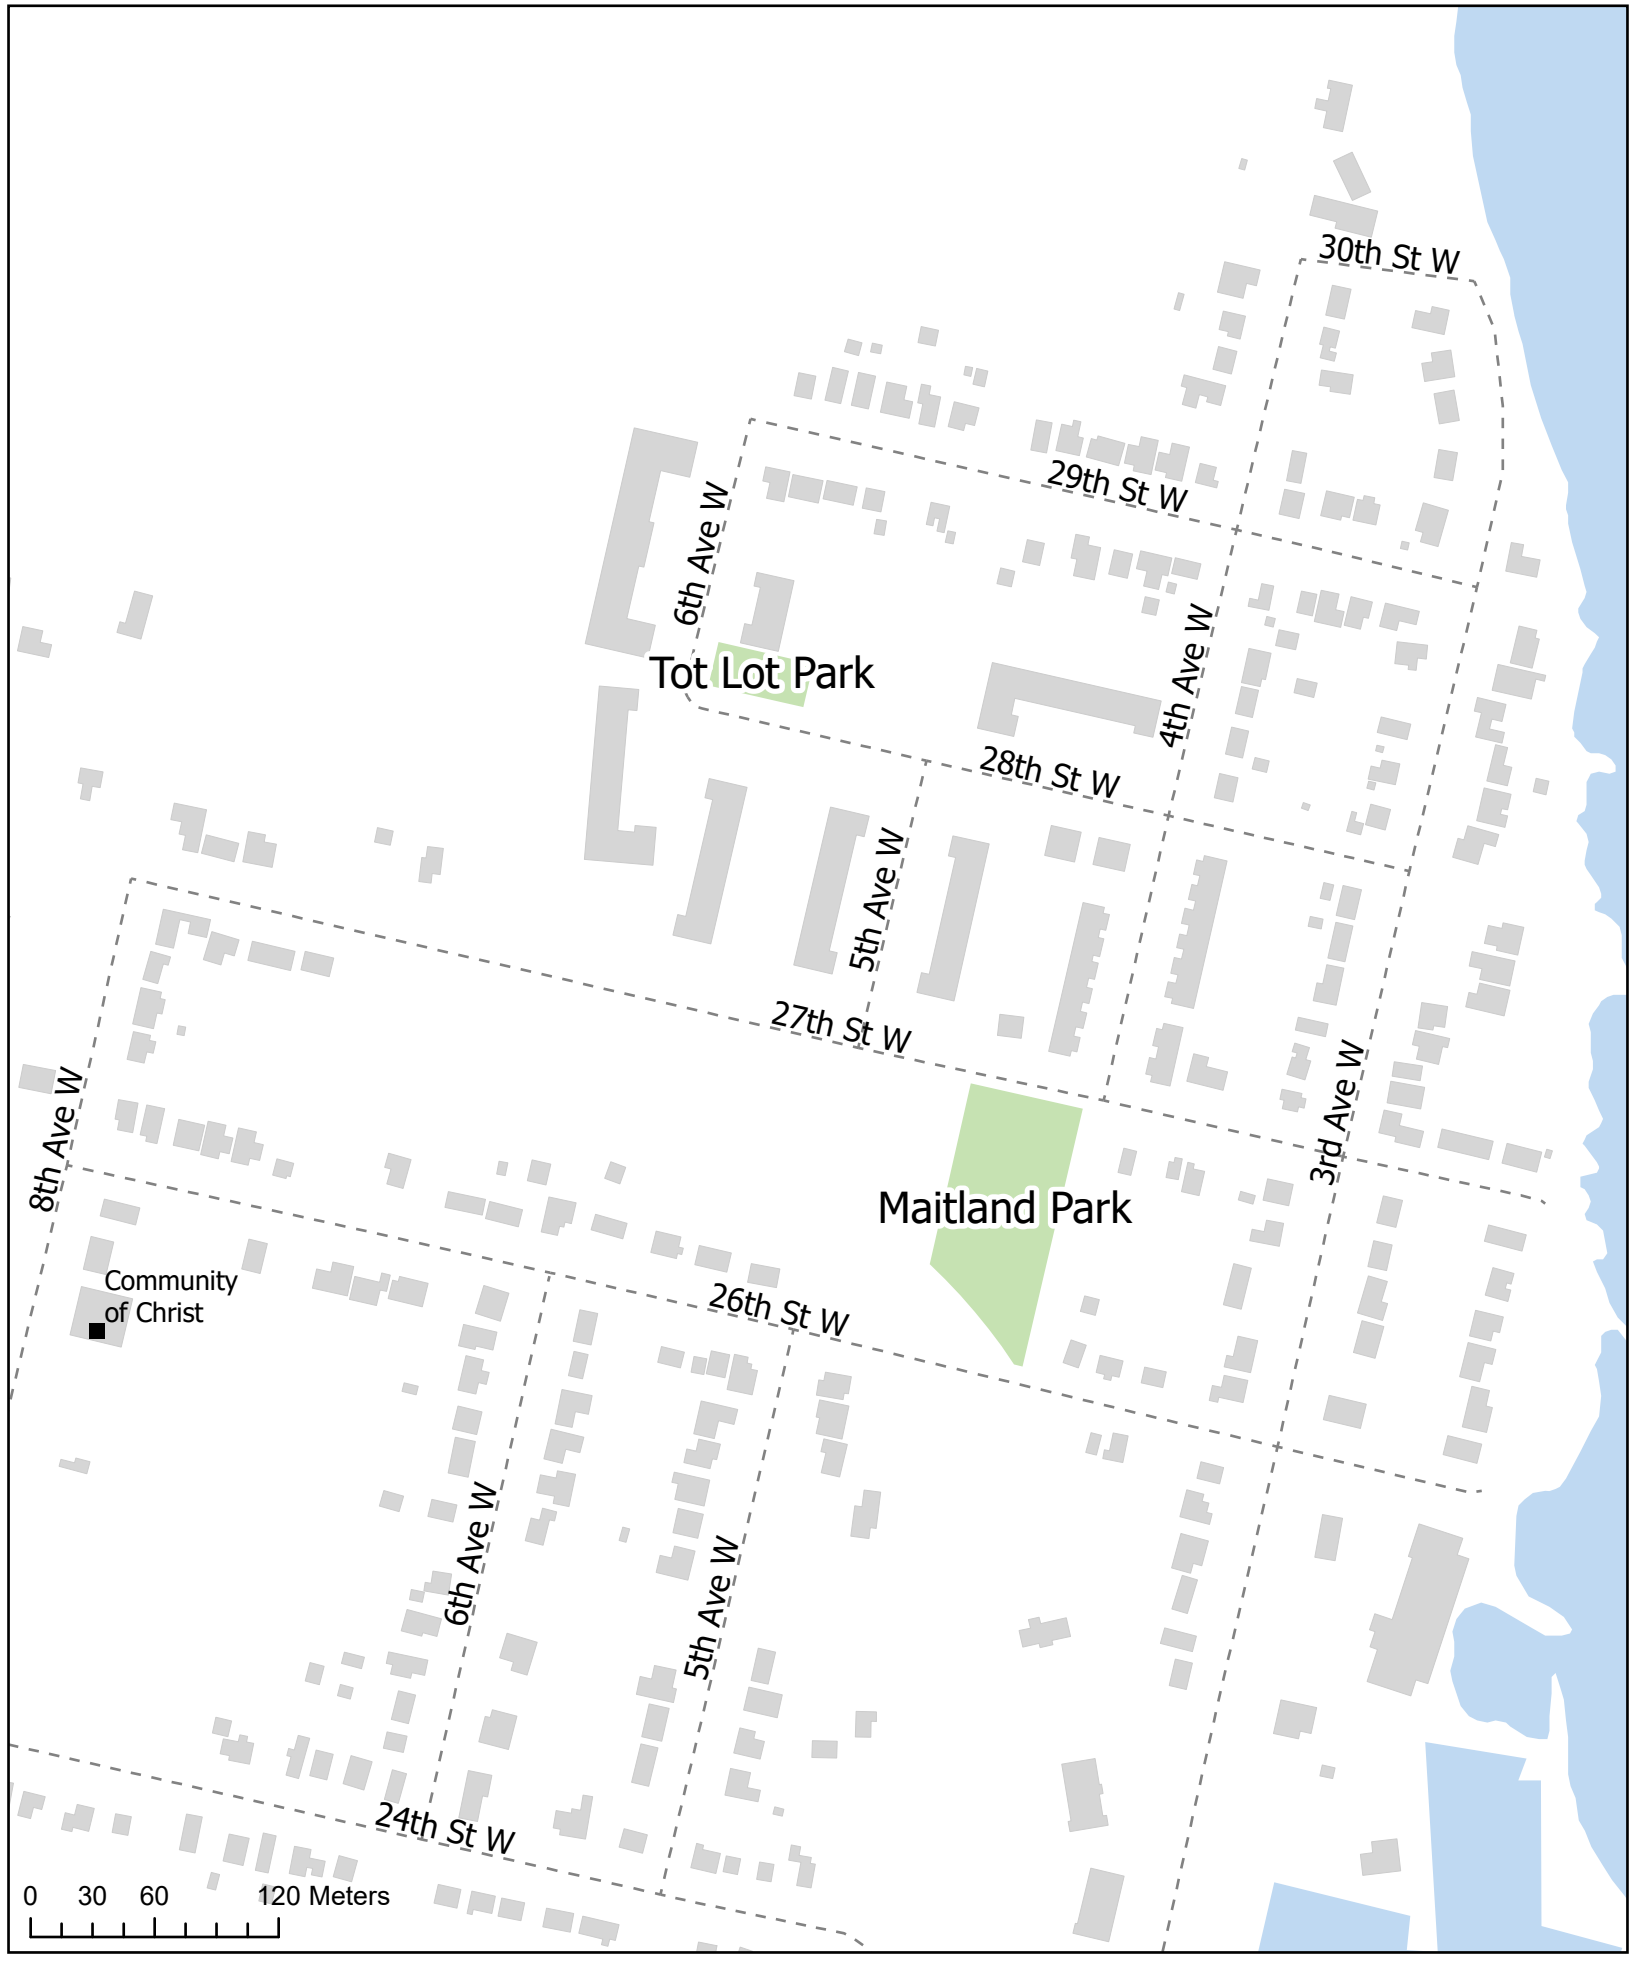 30th St W
29th St W
6th Ave W
4th Ave W
Tot Lot Park
28th St W
5th Ave W
27th St W
3rd Ave W
8th Ave W
Maitland Park
Community
of Christ
26th St W
6th Ave W
5th Ave W
24th St W
0 30 60 120 Meters